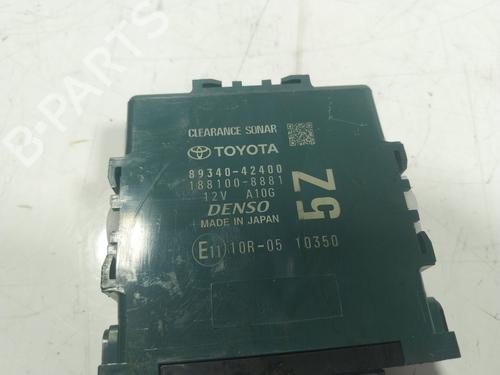 CLEARANCE SONAR
TOYOTA
89340-42400
188100-8881
12V A10G
DENSO
MADE IN JAPAN
5Z
E11 10R-05 10350
B-PARTS